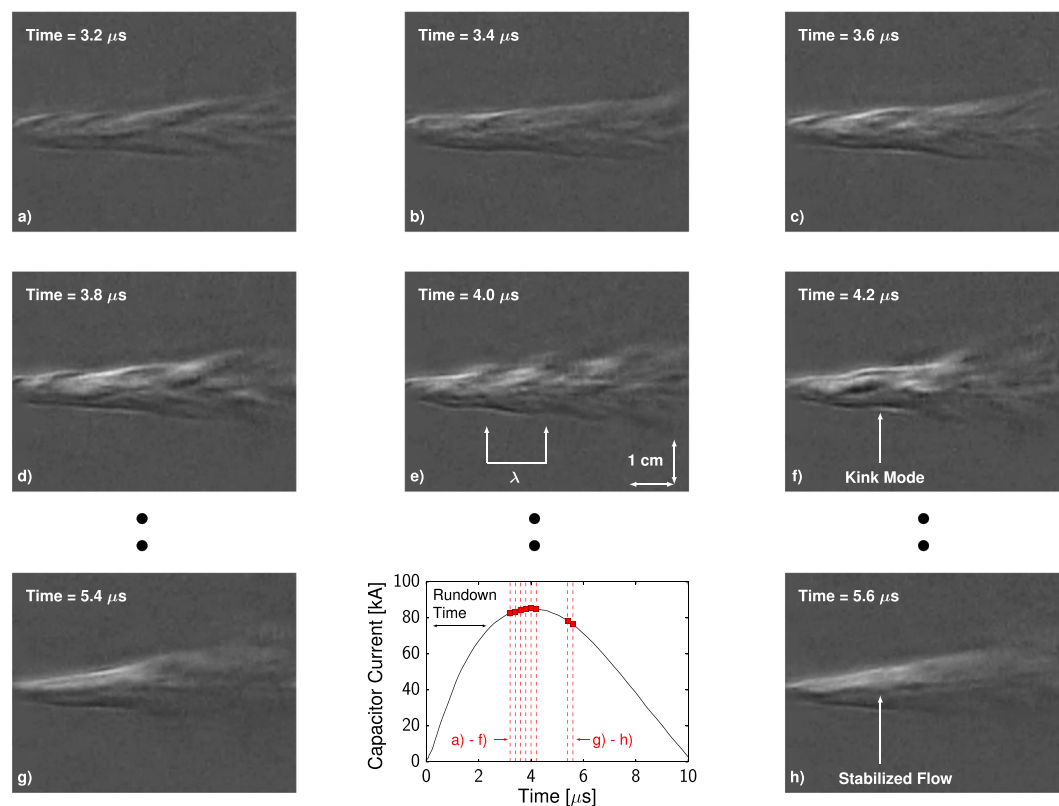 Time = 3.2 μs
a)
Time = 3.4 μs
b)
Time = 3.6 μs
c)
Time = 3.8 μs
d)
Time = 4.0 μs
λ
1 cm
e)
Time = 4.2 μs
Kink Mode
f)
Time = 5.4 μs
g)
Capacitor Current [kA]
100
80
60
40
20
0
Rundown
Time
a) - f)
g) - h)
0 2 4 6 8 10
Time [μs]
Time = 5.6 μs
Stabilized Flow
h)